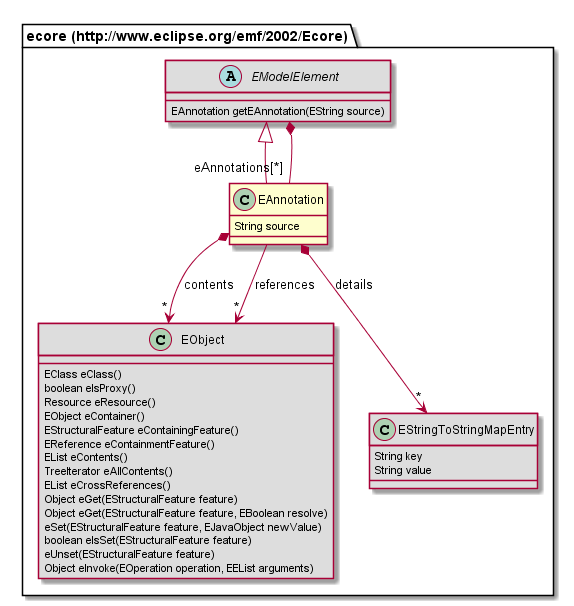 ecore (http://www.eclipse.org/emf/2002/Ecore)
A EModelElement
EAnnotation getEAnnotation(EString source)
eAnnotations[*]
C EAnnotation
String source
contents
references
details
*
*
*
C EObject
EClass eClass()
boolean eIsProxy()
Resource eResource()
EObject eContainer()
EStructuralFeature eContainingFeature()
EReference eContainmentFeature()
EList eContents()
TreeIterator eAllContents()
EList eCrossReferences()
Object eGet(EStructuralFeature feature)
Object eGet(EStructuralFeature feature, EBoolean resolve)
eSet(EStructuralFeature feature, EJavaObject newValue)
boolean eIsSet(EStructuralFeature feature)
eUnset(EStructuralFeature feature)
Object eInvoke(EOperation operation, EEList arguments)
C EStringToStringMapEntry
String key
String value